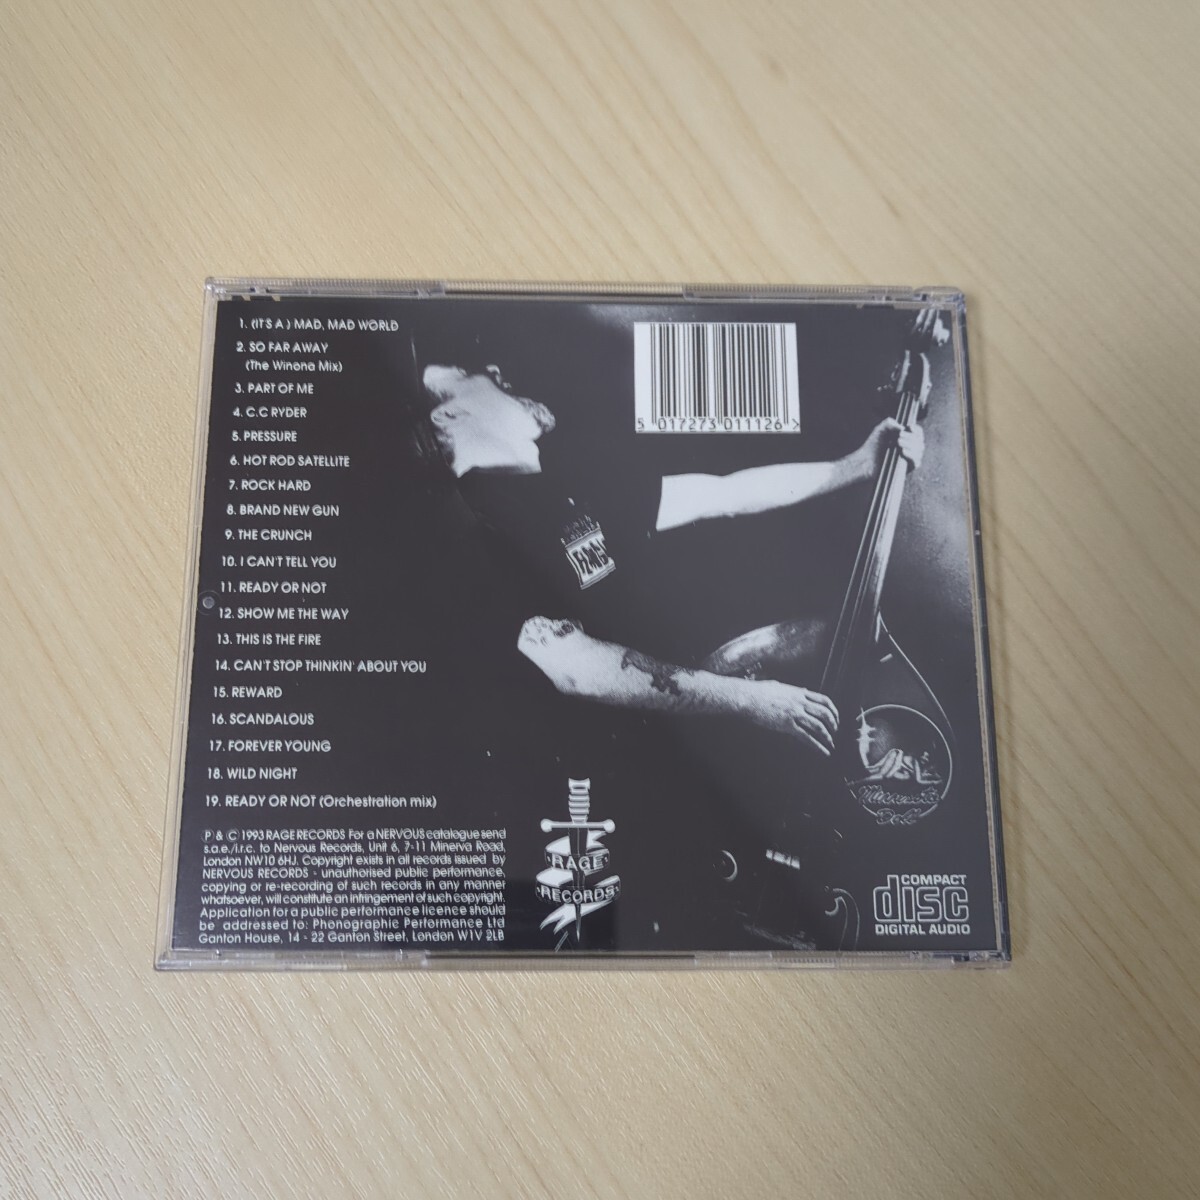 1. (IT'S A ) MAD, MAD WORLD
2. SO FAR AWAY
(The Winona Mix)
3. PART OF ME
4. C.C RYDER
5. PRESSURE
6. HOT ROD SATELLITE
7. ROCK HARD
8. BRAND NEW GUN
9. THE CRUNCH
10. I CAN'T TELL YOU
11. READY OR NOT
12. SHOW ME THE WAY
13. THIS IS THE FIRE
14. CAN'T STOP THINKIN' ABOUT YOU
15. REWARD
16. SCANDALOUS
17. FOREVER YOUNG
18. WILD NIGHT
19. READY OR NOT (Orchestration mix)
Ⓟ & © 1993 RAGE RECORDS For a NERVOUS catalogue send
s.a.e./i.r.c. to Nervous Records, Unit 6, 7-11 Minerva Road,
London NW10 6HJ. Copyright exists in all records issued by
NERVOUS RECORDS - unauthorised public performance,
copying or re-recording of such records in any manner
whatsoever, will constitute an infringement of such copyright.
Application for a public performance licence should
be addressed to: Phonographic Performance Ltd
Ganton House, 14 - 22 Ganton Street, London W1V 2LB
5 017273 011126 >
Minnesota
Doll
RAGE
RECORDS
COMPACT
disc
DIGITAL AUDIO